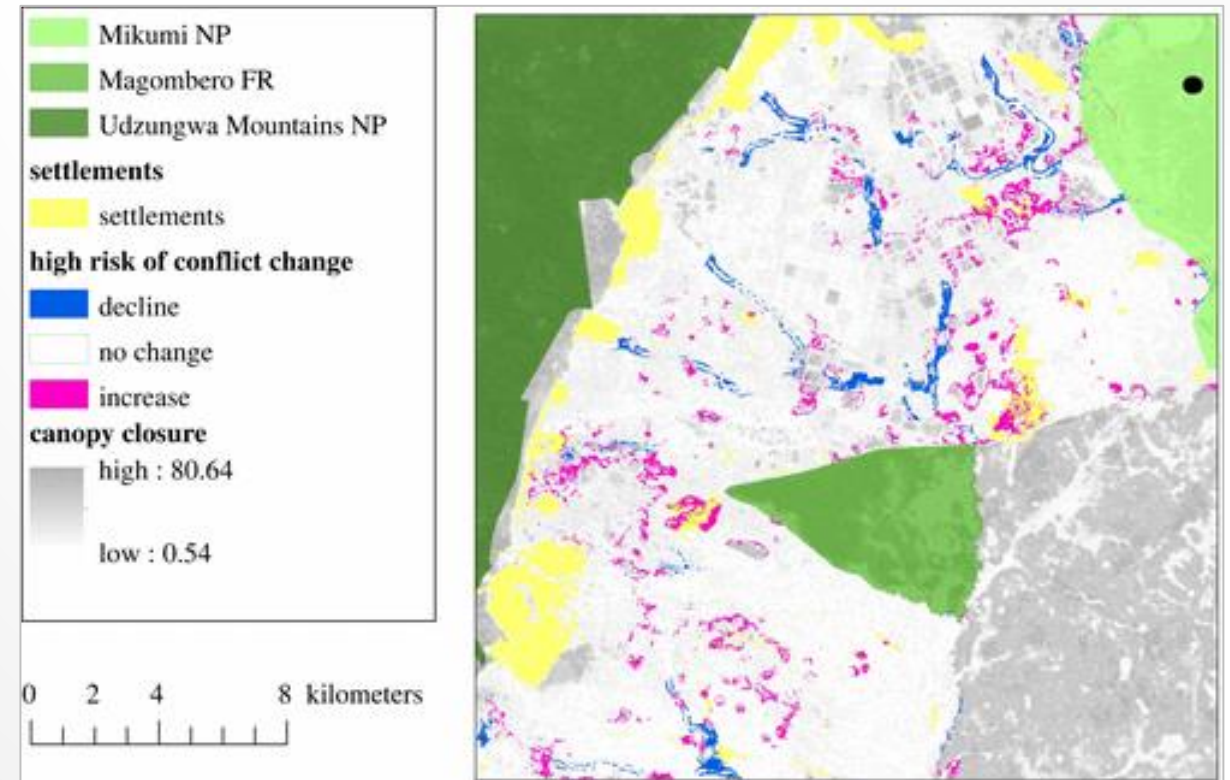 Mikumi NP
Magombero FR
Udzungwa Mountains NP
settlements
settlements
high risk of conflict change
decline
no change
increase
canopy closure
high : 80.64
low : 0.54
0 2 4 8 kilometers